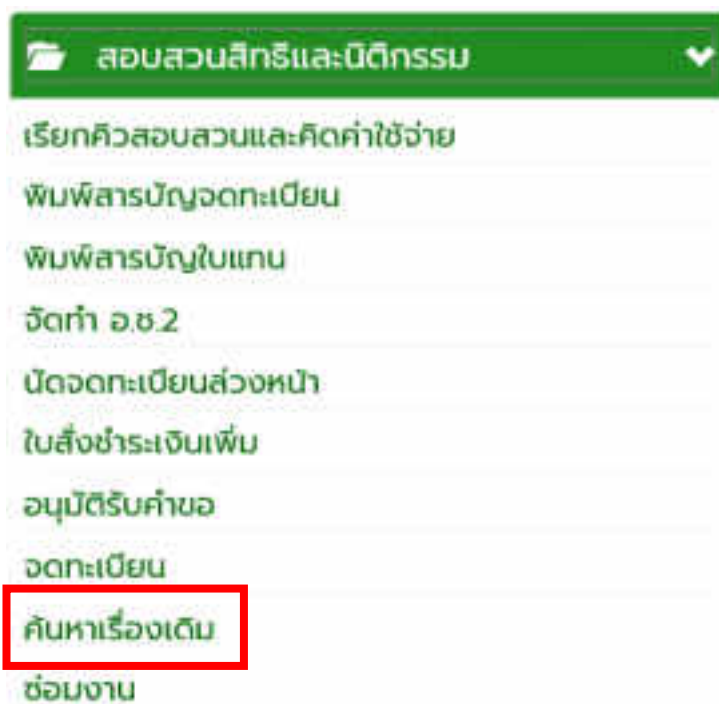 สอบสวนสิทธิและนิติกรรม
เรียกคิวสอบสวนและคิดค่าใช้จ่าย
พิมพ์สารบัญจดทะเบียน
พิมพ์สารบัญใบแทน
จัดทำ อ.ช.2
นัดจดทะเบียนล่วงหน้า
ใบสั่งชำระเงินเพิ่ม
อนุมัติรับคำขอ
จดทะเบียน
ค้นหาเรื่องเดิม
ซ่อมงาน